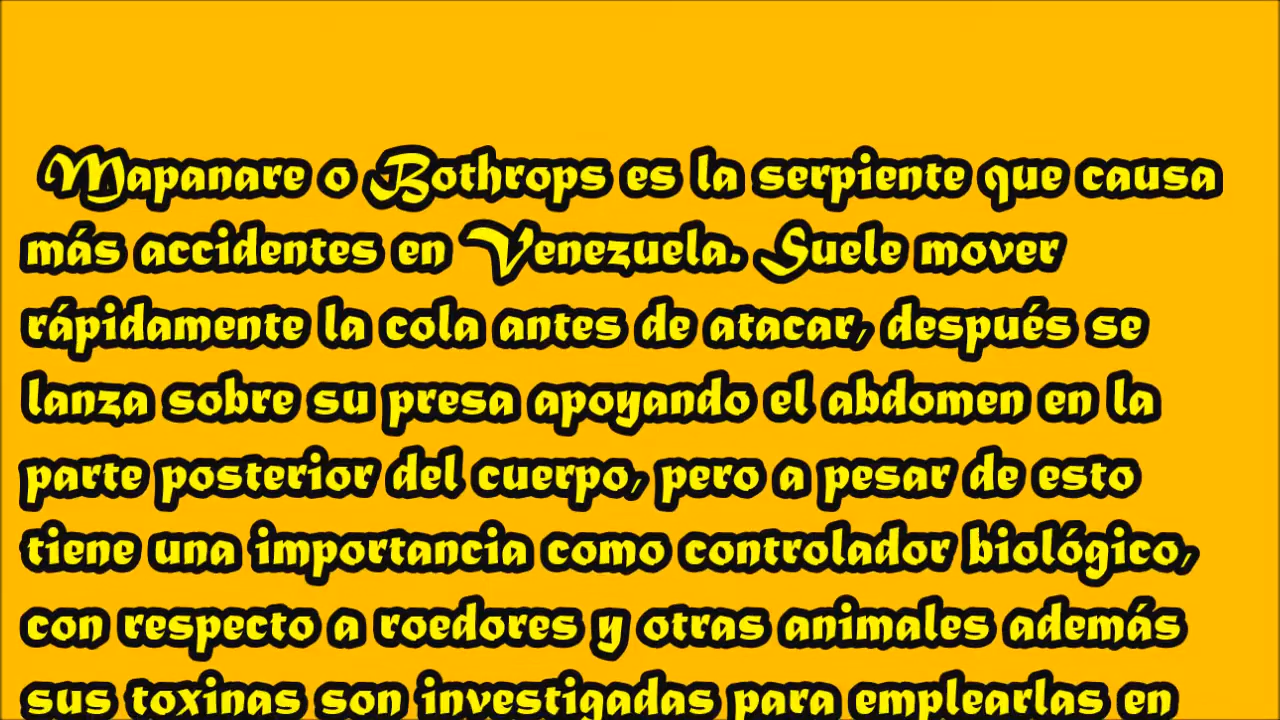 Mapanare o Bothrops es la serpiente que causa
más accidentes en Venezuela. Suele mover
rápidamente la cola antes de atacar, después se
lanza sobre su presa apoyando el abdomen en la
parte posterior del cuerpo, pero a pesar de esto
tiene una importancia como controlador biológico,
con respecto a roedores y otras animales además
sus toxinas son investigadas para emplearlas en